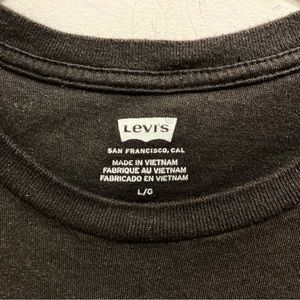 LEVI'S
SAN FRANCISCO, CAL
MADE IN VIETNAM
FABRIQUE AU VIETNAM
FABRICADO EN VIETNAM
L/G